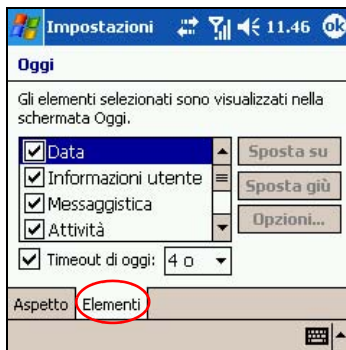 Impostazioni 11.46 ok
Oggi
Gli elementi selezionati sono visualizzati nella
schermata Oggi.
Data
Informazioni utente
Messaggistica
Attività
Sposta su
Sposta giù
Opzioni...
Timeout di oggi: 4 o
Aspetto Elementi